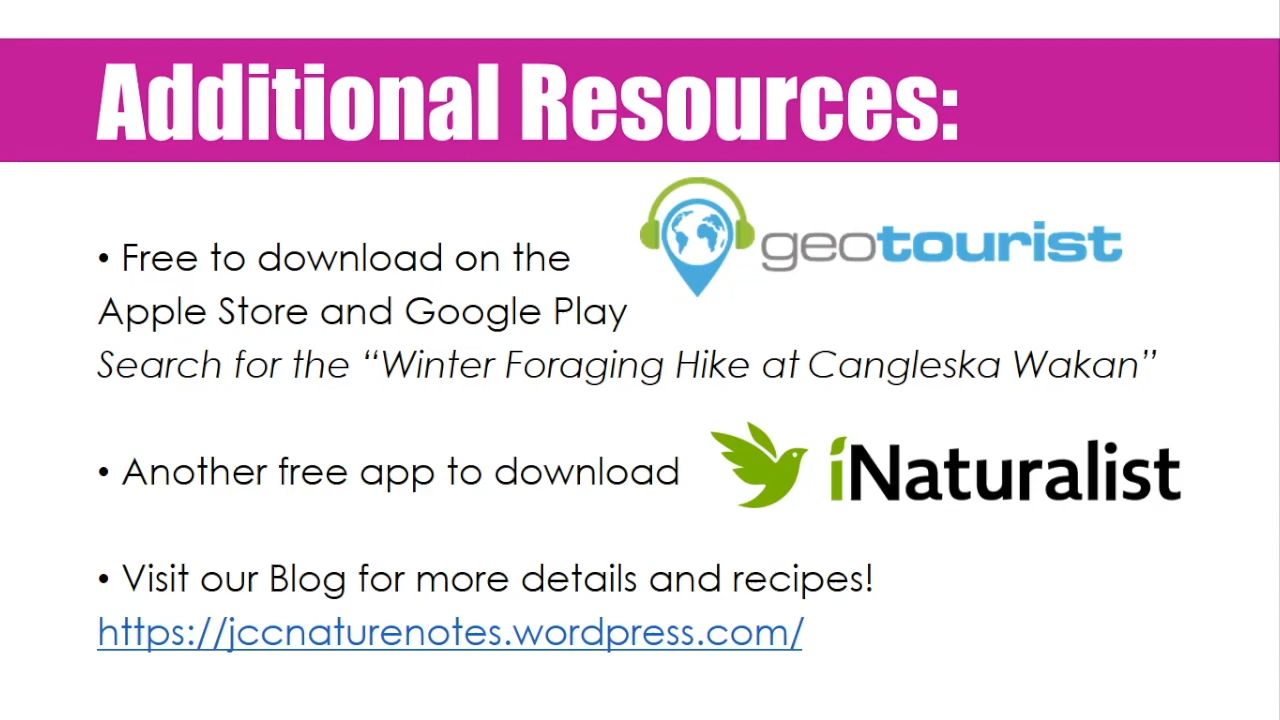 Additional Resources:
• Free to download on the
geotourist
Apple Store and Google Play
Search for the “Winter Foraging Hike at Cangleska Wakan”
• Another free app to download
iNaturalist
• Visit our Blog for more details and recipes!
https://jccnaturenotes.wordpress.com/